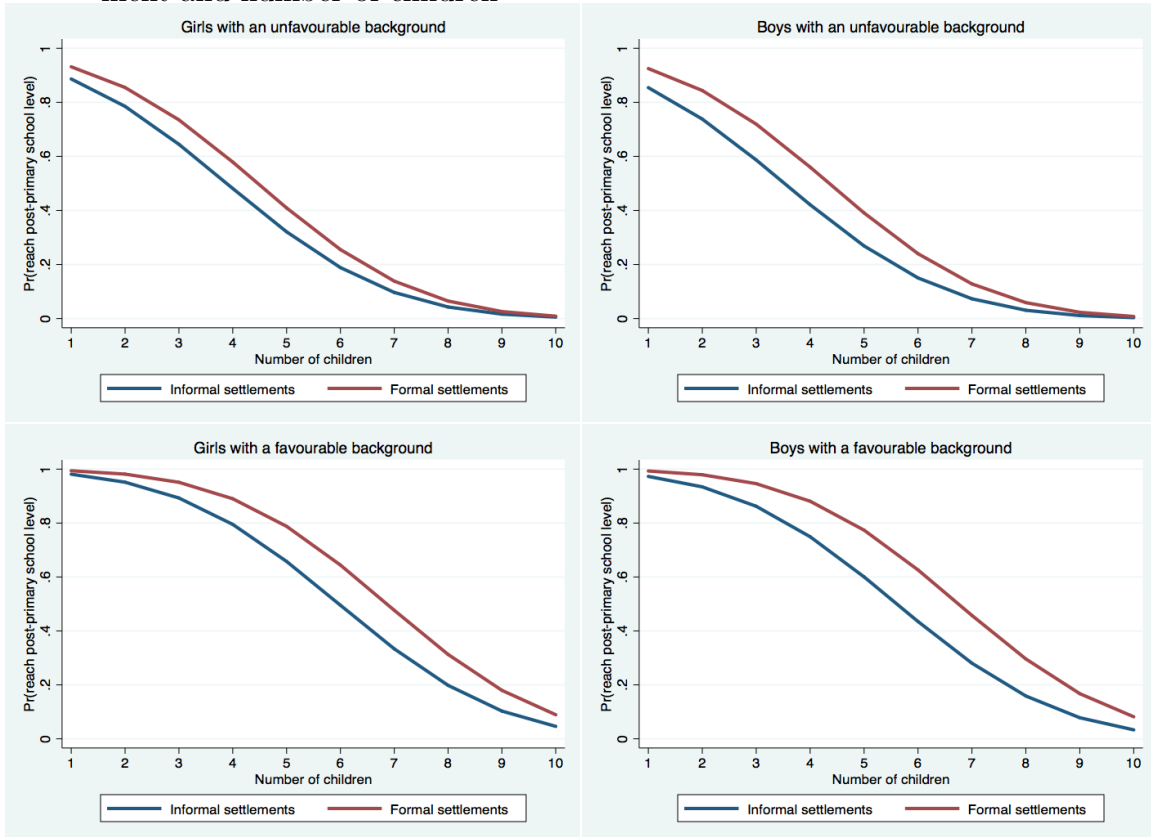 ment and number of children
Girls with an unfavourable background
Pr(reach post-primary school level)
1
.8
.6
.4
.2
0
1 2 3 4 5 6 7 8 9 10
Number of children
Informal settlements Formal settlements
Boys with an unfavourable background
Pr(reach post-primary school level)
1
.8
.6
.4
.2
0
1 2 3 4 5 6 7 8 9 10
Number of children
Informal settlements Formal settlements
Girls with a favourable background
Pr(reach post-primary school level)
1
.8
.6
.4
.2
0
1 2 3 4 5 6 7 8 9 10
Number of children
Informal settlements Formal settlements
Boys with a favourable background
Pr(reach post-primary school level)
1
.8
.6
.4
.2
0
1 2 3 4 5 6 7 8 9 10
Number of children
Informal settlements Formal settlements